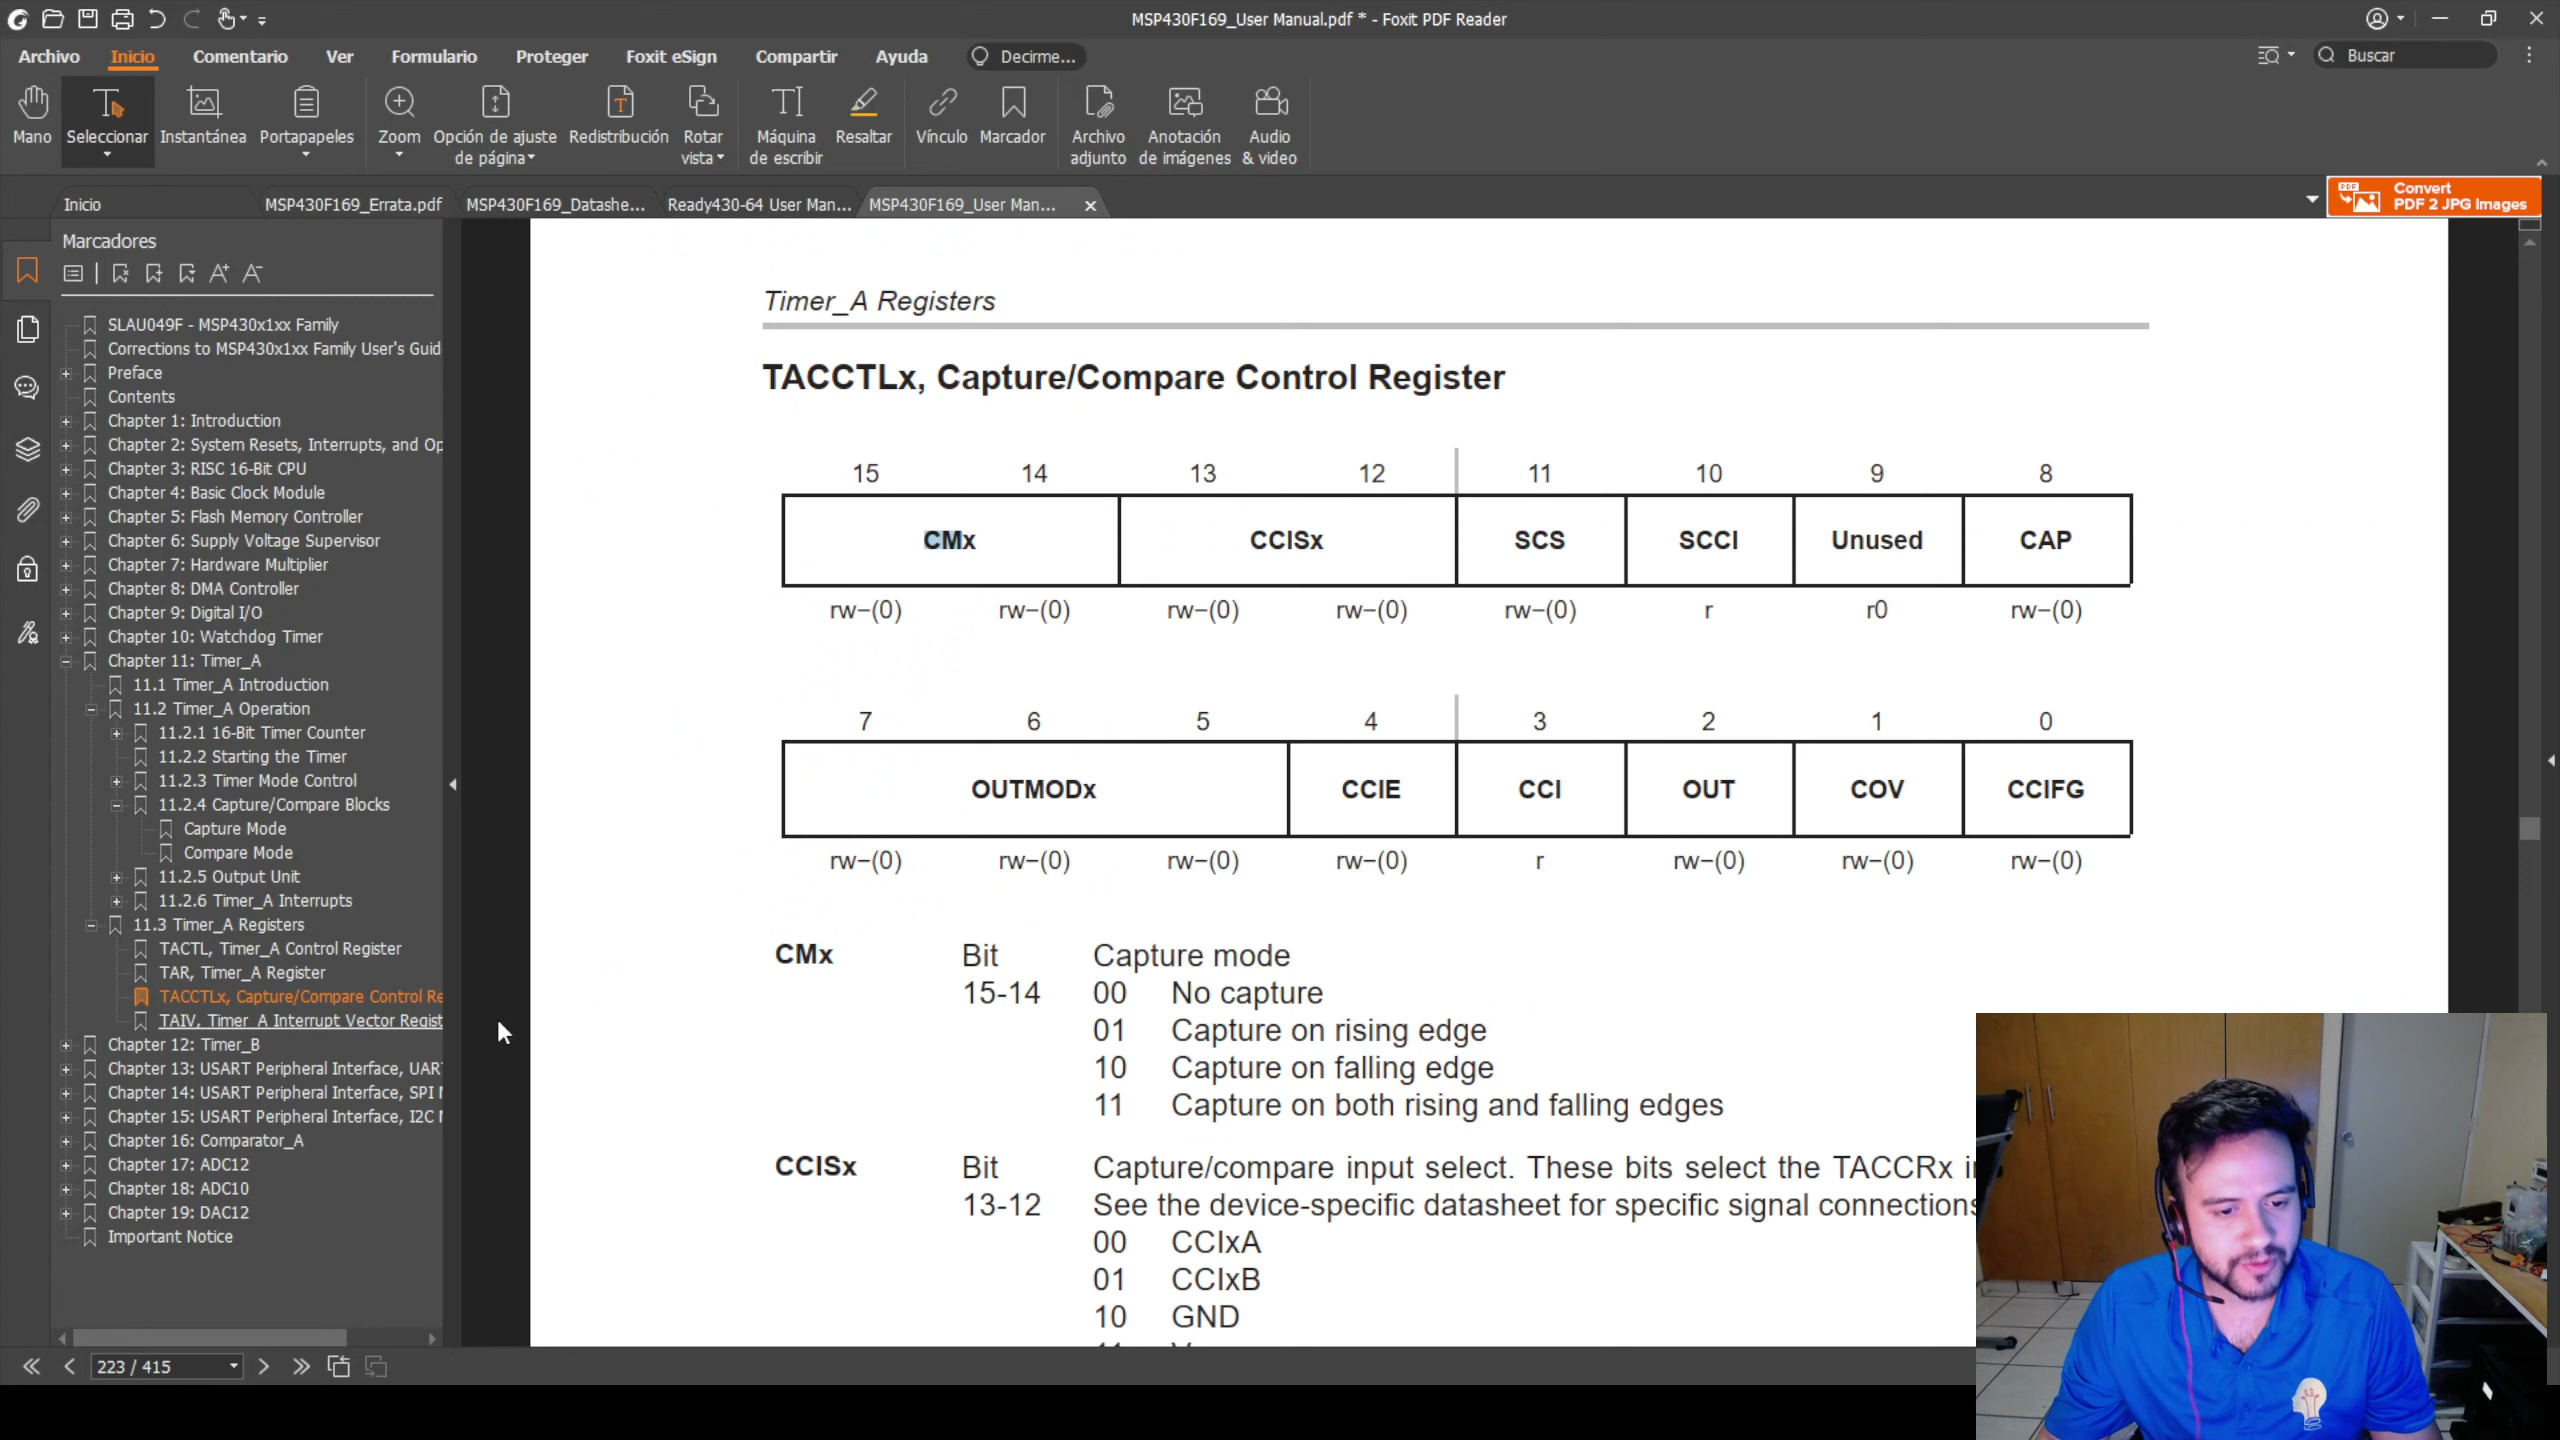 MSP430F169_User Manual.pdf * - Foxit PDF Reader
Archivo Inicio Comentario Ver Formulario Proteger Foxit eSign Compartir Ayuda Decirme... Buscar
Mano Seleccionar Instantánea Portapapeles Zoom Opción de ajuste de página Redistribución Rotar vista Máquina de escribir Resaltar Vínculo Marcador Archivo adjunto Anotación de imágenes Audio & video
Inicio MSP430F169_Errata.pdf MSP430F169_Datashe... Ready430-64 User Man... MSP430F169_User Man...
Convert
PDF 2 JPG Images
Marcadores
SLAU049F - MSP430x1xx Family
Corrections to MSP430x1xx Family User's Guid
Preface
Contents
Chapter 1: Introduction
Chapter 2: System Resets, Interrupts, and Op
Chapter 3: RISC 16-Bit CPU
Chapter 4: Basic Clock Module
Chapter 5: Flash Memory Controller
Chapter 6: Supply Voltage Supervisor
Chapter 7: Hardware Multiplier
Chapter 8: DMA Controller
Chapter 9: Digital I/O
Chapter 10: Watchdog Timer
Chapter 11: Timer_A
11.1 Timer_A Introduction
11.2 Timer_A Operation
11.2.1 16-Bit Timer Counter
11.2.2 Starting the Timer
11.2.3 Timer Mode Control
11.2.4 Capture/Compare Blocks
Capture Mode
Compare Mode
11.2.5 Output Unit
11.2.6 Timer_A Interrupts
11.3 Timer_A Registers
TACTL, Timer_A Control Register
TAR, Timer_A Register
TACCTLx, Capture/Compare Control Re
TAIV, Timer_A Interrupt Vector Regist
Chapter 12: Timer_B
Chapter 13: USART Peripheral Interface, UAR
Chapter 14: USART Peripheral Interface, SPI
Chapter 15: USART Peripheral Interface, I2C
Chapter 16: Comparator_A
Chapter 17: ADC12
Chapter 18: ADC10
Chapter 19: DAC12
Important Notice
223 / 415
Timer_A Registers
TACCTLx, Capture/Compare Control Register
15 14 13 12 11 10 9 8
CMx CCISx SCS SCCI Unused CAP
rw−(0) rw−(0) rw−(0) rw−(0) rw−(0) r r0 rw−(0)
7 6 5 4 3 2 1 0
OUTMODx CCIE CCI OUT COV CCIFG
rw−(0) rw−(0) rw−(0) rw−(0) r rw−(0) rw−(0) rw−(0)
CMx Bit Capture mode
15-14 00 No capture
01 Capture on rising edge
10 Capture on falling edge
11 Capture on both rising and falling edges
CCISx Bit Capture/compare input select. These bits select the TACCRx
13-12 See the device-specific datasheet for specific signal connections
00 CCIxA
01 CCIxB
10 GND